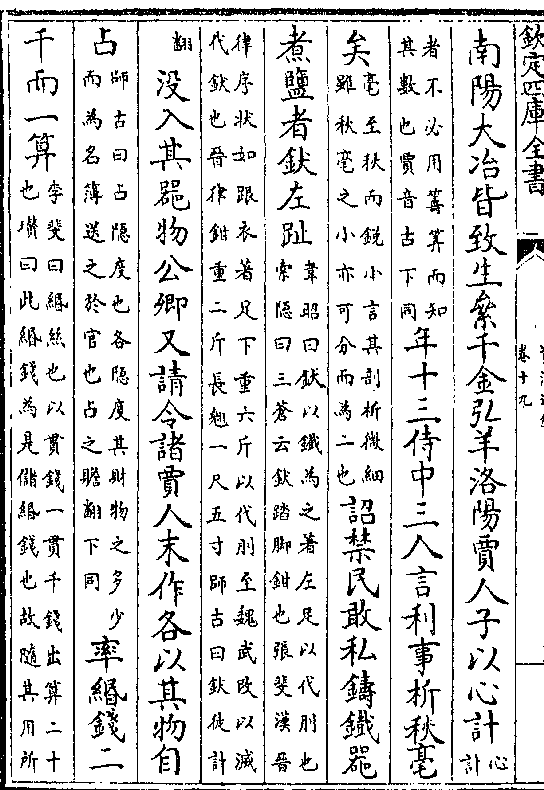 欽定四庫全書
卷十九
南陽大冶皆致生絫千金弘羊洛陽賈人子以心計心計
者不必用籌算而知其數也賈音古下同年十三侍中三人言利事析秋毫
矣毫至秋而銳小言其剖析微細雖秋毫之小亦可分而為二也詔禁民敢私鑄鐵器
煮鹽者釱左趾韋昭曰釱以鐵為之著左足以代刖也索隱曰三蒼云釱踏脚鉗也張斐漢晉
律序狀如跟衣著足下重六斤以代刖至魏武改以減代釱也晉律鉗重二斤長翹一尺五寸師古曰釱徒計
翻没入其器物公卿又請令諸賈人末作各以其物自
占師古曰占隱度也各隱度其財物之多少而為名簿送之於官也占之贍翻下同率緡錢二
千而一算李斐曰緡絲也以貫錢一貫千錢出算二十也瓚曰此緡錢為是儲緡錢也故隨其用所